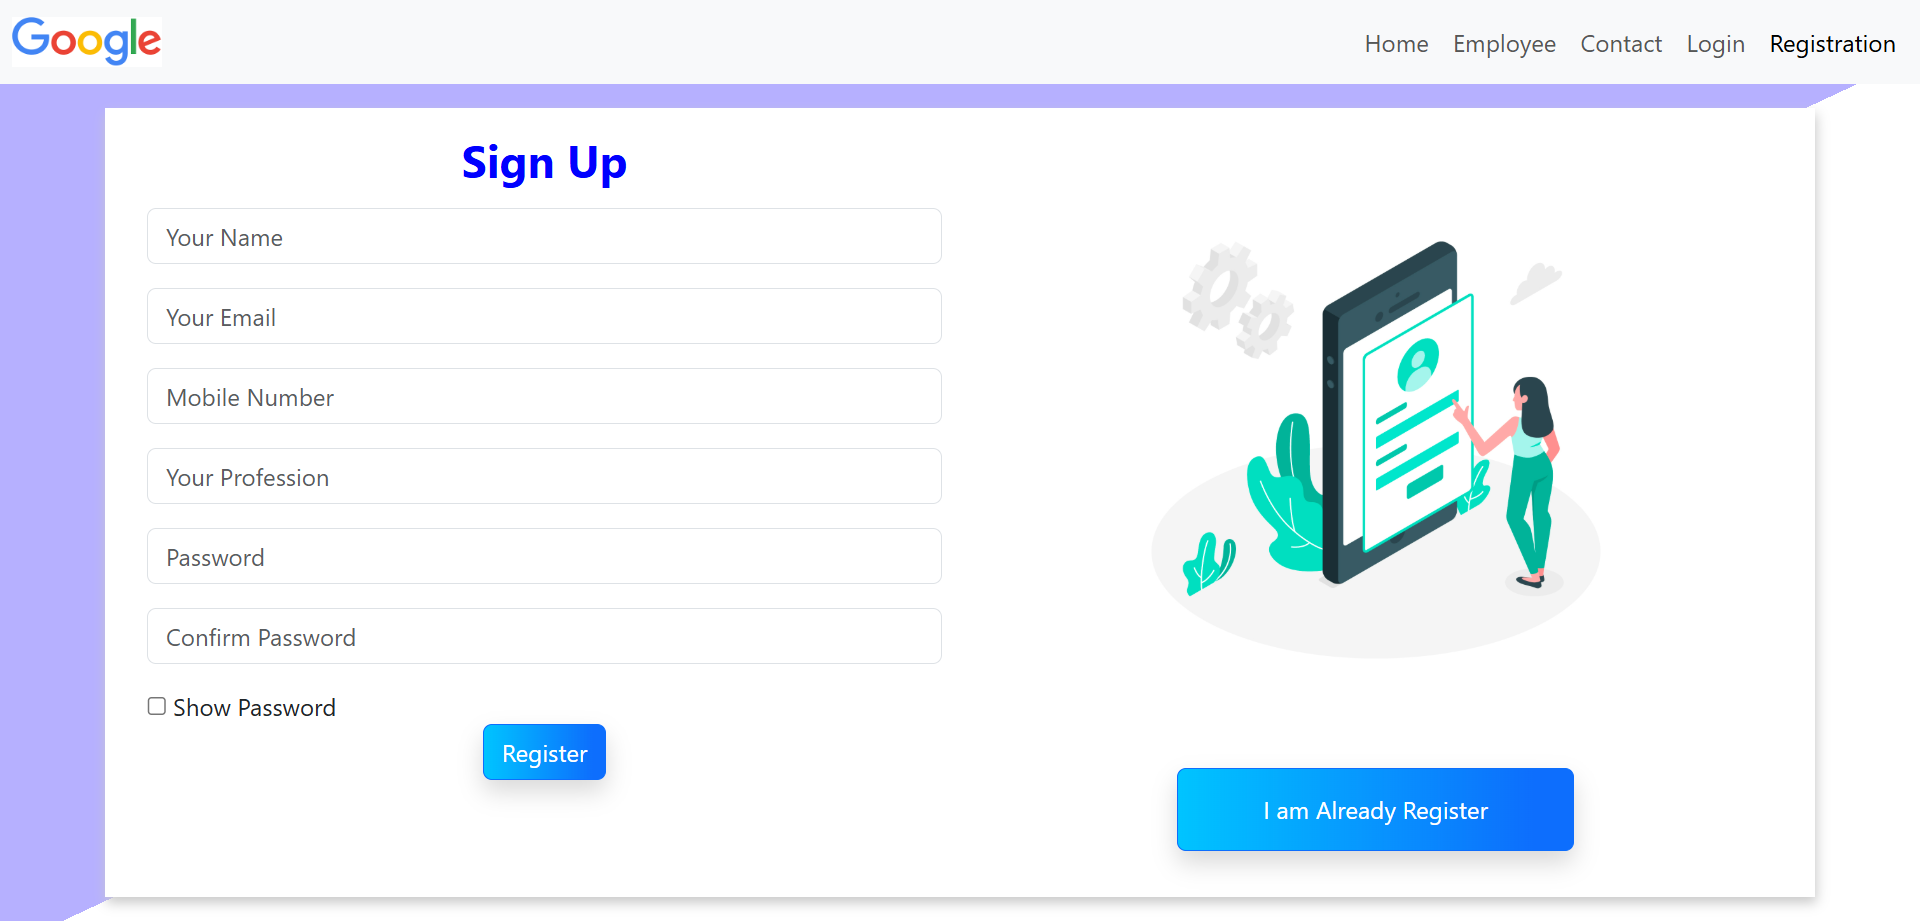 Google
Home Employee Contact Login Registration
Sign Up
Your Name
Your Email
Mobile Number
Your Profession
Password
Confirm Password
Show Password
Register
I am Already Register